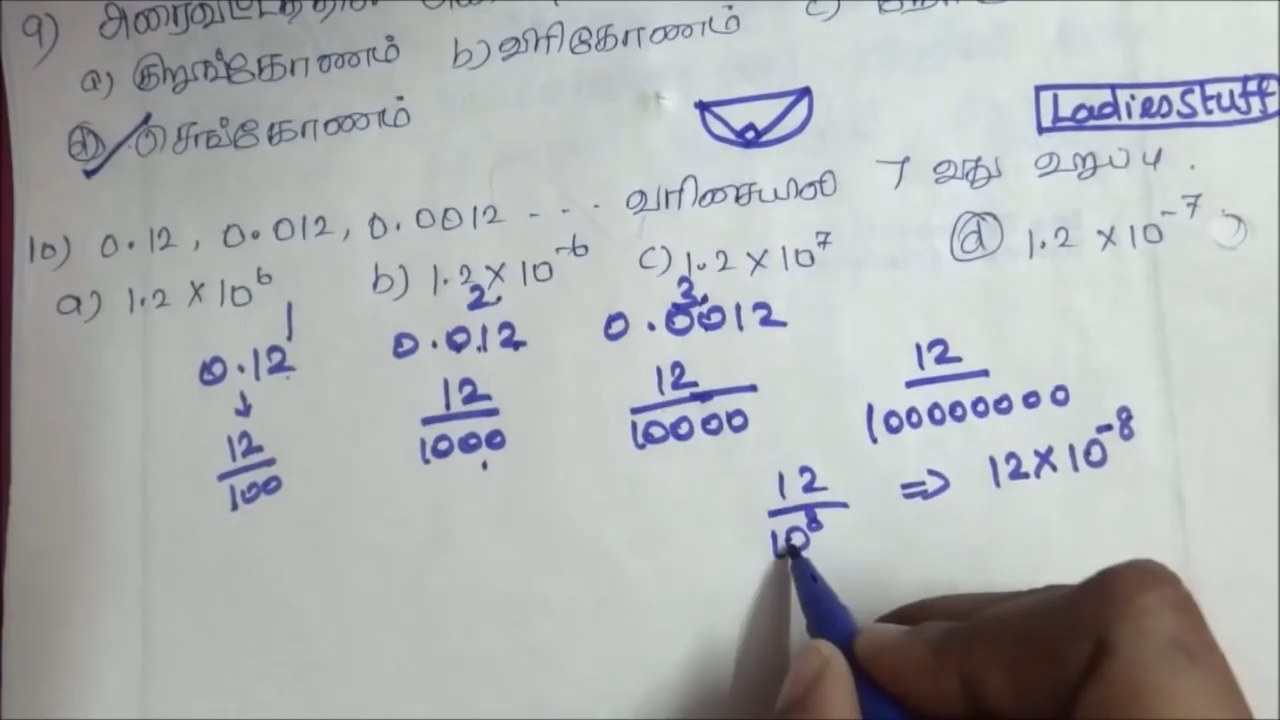 9) அரைவட்டத்தின்
a) குறுங்கோணம் b) விரிகோணம் c)
d) செங்கோணம்
Ladies Stuff
10) 0.12, 0.012, 0.0012 - - . வரிசையில் 7 வது உறுப்பு .
a) 1.2 × 10⁶ b) 1.2 × 10⁻⁶ c) 1.2 × 10⁷ d) 1.2 × 10⁻⁷
1 2 3
0.12 0.012 0.0012
12/100 12/1000 12/10000 12/100000000
12/10⁸ => 12 × 10⁻⁸